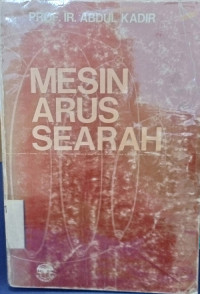 PROF. IR. ABDUL KADIR
MESIN
ARUS
SEARAH